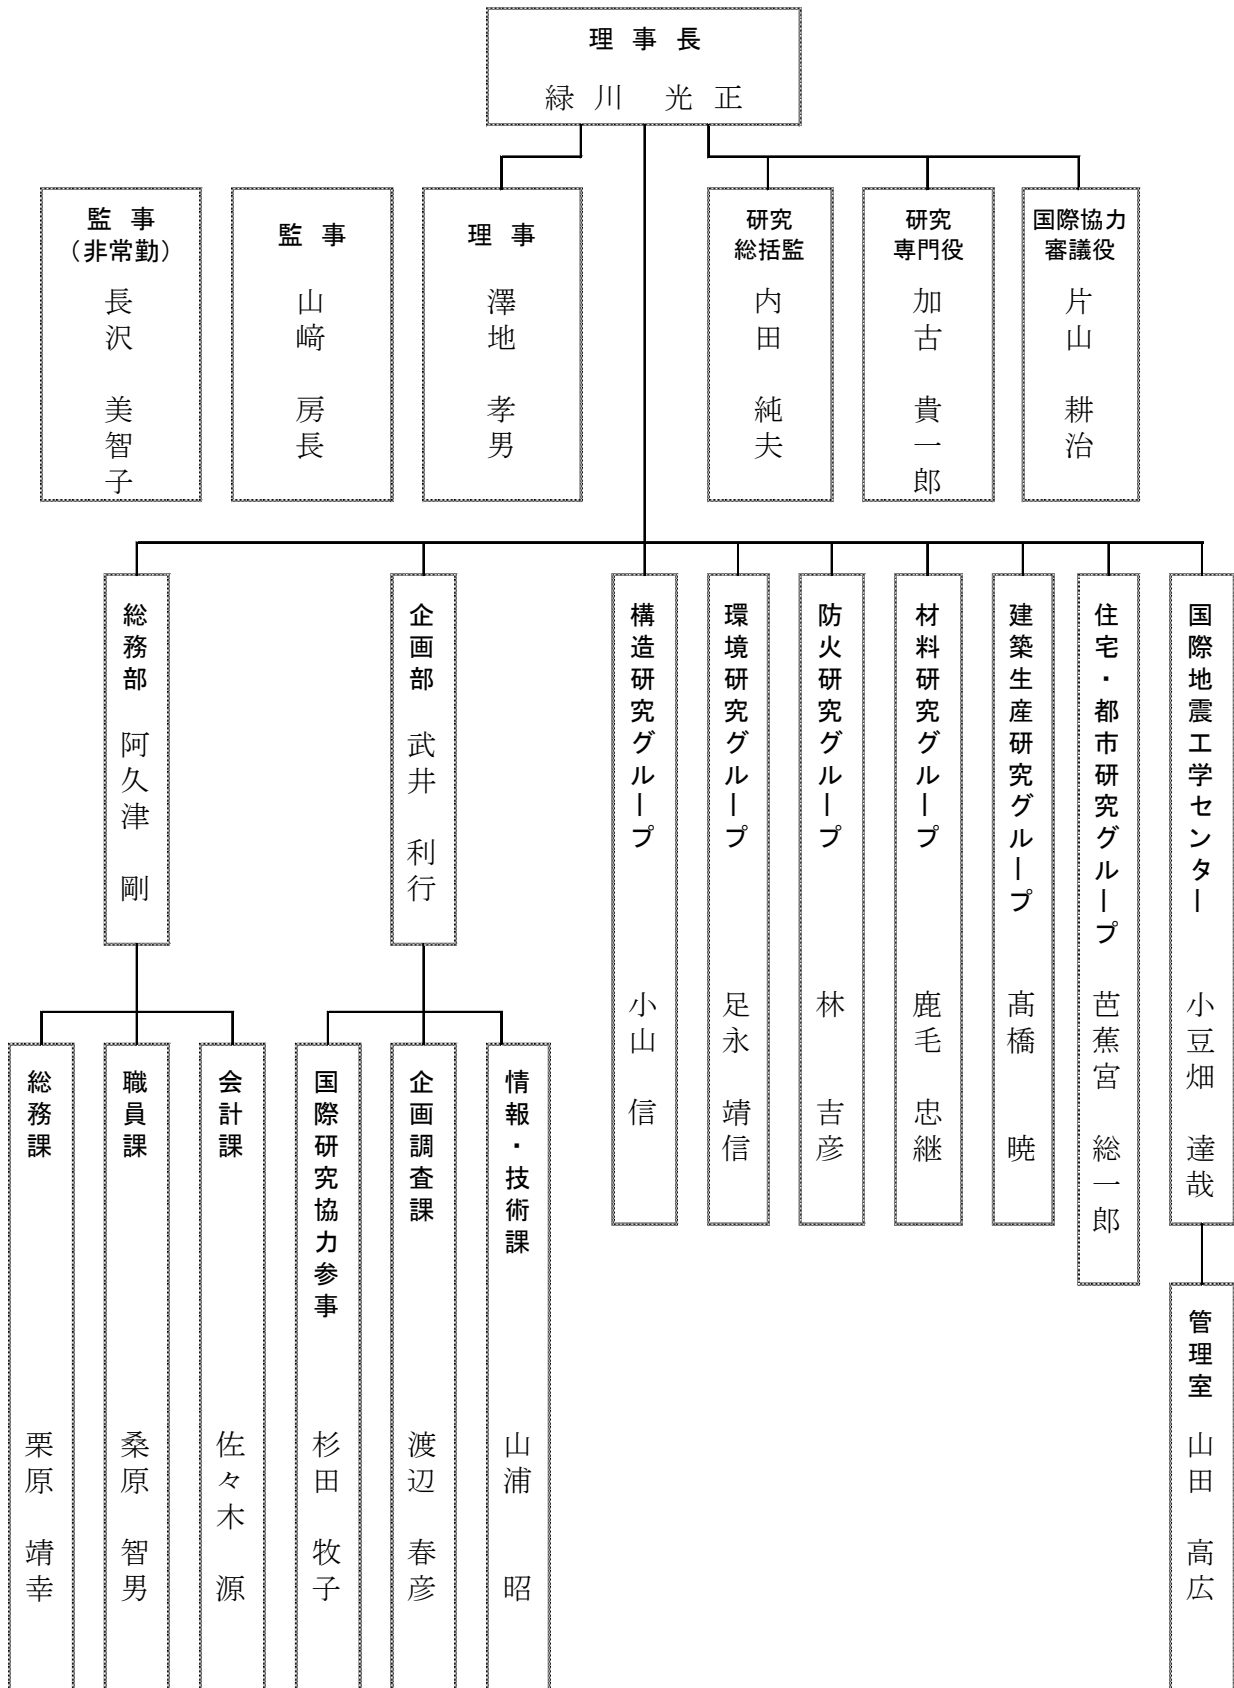 理事長
緑川 光正
監事
（非常勤）
長沢 美智子
監事
山﨑 房長
理事
澤地 孝男
研究
総括監
内田 純夫
研究
専門役
加古 貴一郎
国際協力
審議役
片山 耕治
総務部 阿久津 剛
企画部 武井 利行
構造研究グループ 小山 信
環境研究グループ 足永 靖信
防火研究グループ 林 吉彦
材料研究グループ 鹿毛 忠継
建築生産研究グループ 髙橋 暁
住宅・都市研究グループ 芭蕉宮 総一郎
国際地震工学センター 小豆畑 達哉
総務課 栗原 靖幸
職員課 桑原 智男
会計課 佐々木 源
国際研究協力参事 杉田 牧子
企画調査課 渡辺 春彦
情報・技術課 山浦 昭
管理室 山田 高広